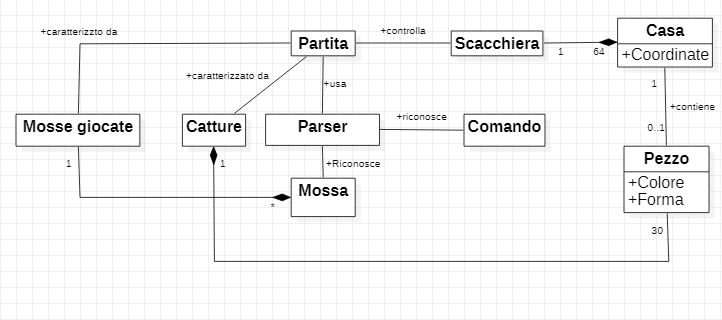 +caratterizzto da
Partita
+controlla
Scacchiera
1
64
Casa
+Coordinate
+caratterizzato da
+usa
1
+contiene
0..1
Mosse giocate
Catture
Parser
+riconosce
Comando
1
1
+Riconosce
Mossa
*
Pezzo
+Colore
+Forma
30